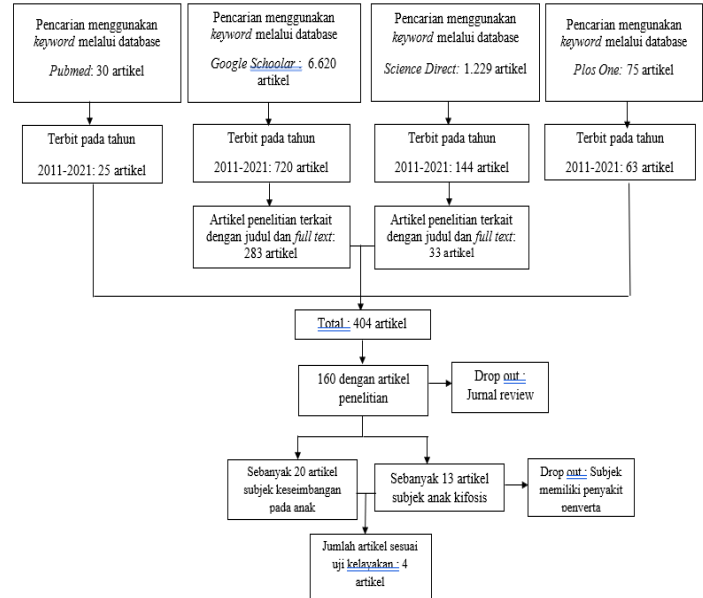 Pencarian menggunakan
keyword melalui database
Pubmed: 30 artikel
Pencarian menggunakan
keyword melalui database
Google Schoolar : 6.620
artikel
Pencarian menggunakan
keyword melalui database
Science Direct: 1.229 artikel
Pencarian mengunakan
keyword melalui database
Plos One: 75 artikel
Terbit pada tahun
2011-2021: 25 artikel
Terbit pada tahun
2011-2021: 720 artikel
Terbit pada tahun
2011-2021: 144 artikel
Terbit pada tahun
2011-2021: 63 artikel
Artikel penelitian terkait
dengan judul dan full text:
283 artikel
Artikel penelitian terkait
dengan judul dan full text:
33 artikel
Total : 404 artikel
160 dengan artikel
penelitian
Drop out :
Jurnal review
Sebanyak 20 artikel
subjek keseimbangan
pada anak
Sebanyak 13 artikel
subjek anak kifosis
Drop out : Subjek
memiliki penyakit
penyerta
Jumlah artikel sesuai
uji kelayakan : 4
artikel